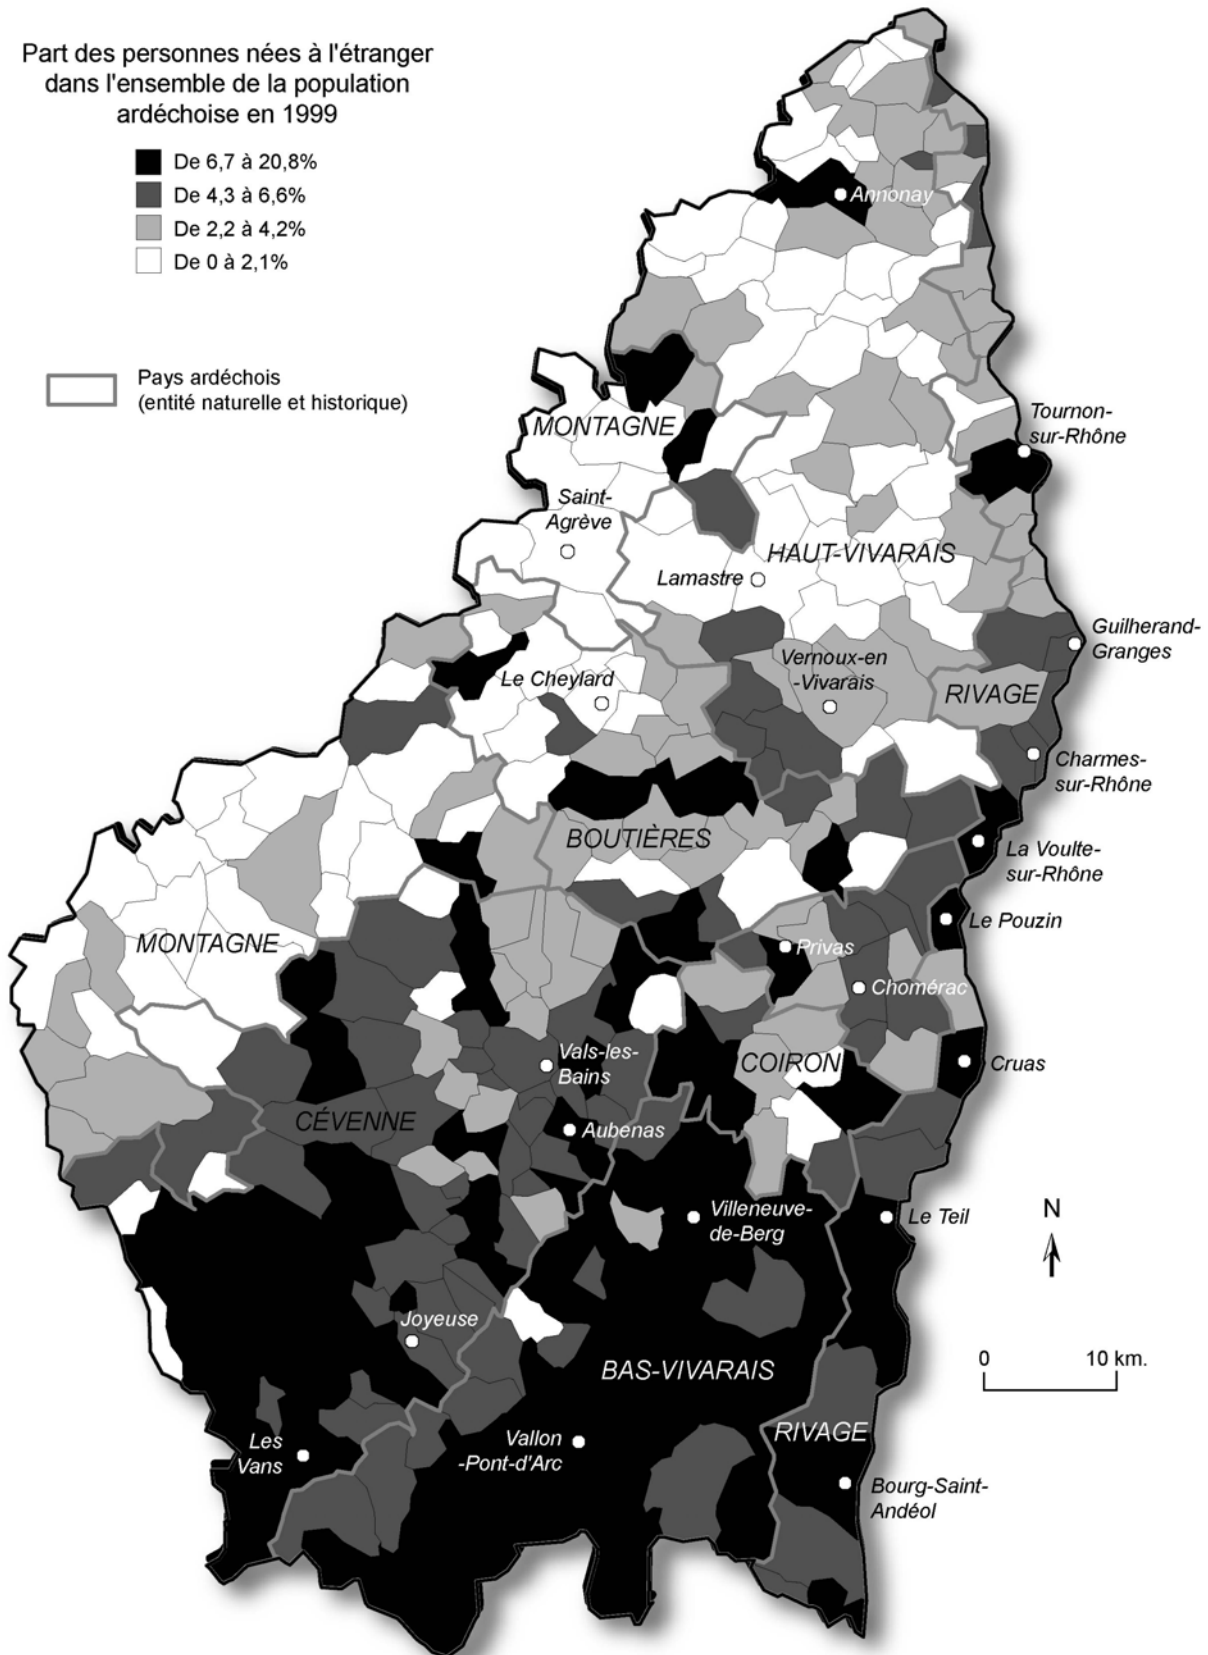 Part des personnes nées à l'étranger
dans l'ensemble de la population
ardéchoise en 1999
De 6,7 à 20,8%
De 4,3 à 6,6%
De 2,2 à 4,2%
De 0 à 2,1%
Pays ardéchois
(entité naturelle et historique)
Annonay
MONTAGNE
Tournon-
sur-Rhône
Saint-
Agrève
HAUT-VIVARAIS
Lamastre
Guilherand-
Granges
Vernoux-en
-Vivarais
Le Cheylard
RIVAGE
Charmes-
sur-Rhône
BOUTIÈRES
La Voulte-
sur-Rhône
Le Pouzin
MONTAGNE
Privas
Chomérac
Vals-les-
Bains
COIRON
Cruas
CÉVENNE
Aubenas
Villeneuve-
de-Berg
Le Teil
N
Joyeuse
0 10 km.
BAS-VIVARAIS
RIVAGE
Les
Vans
Vallon
-Pont-d'Arc
Bourg-Saint-
Andéol